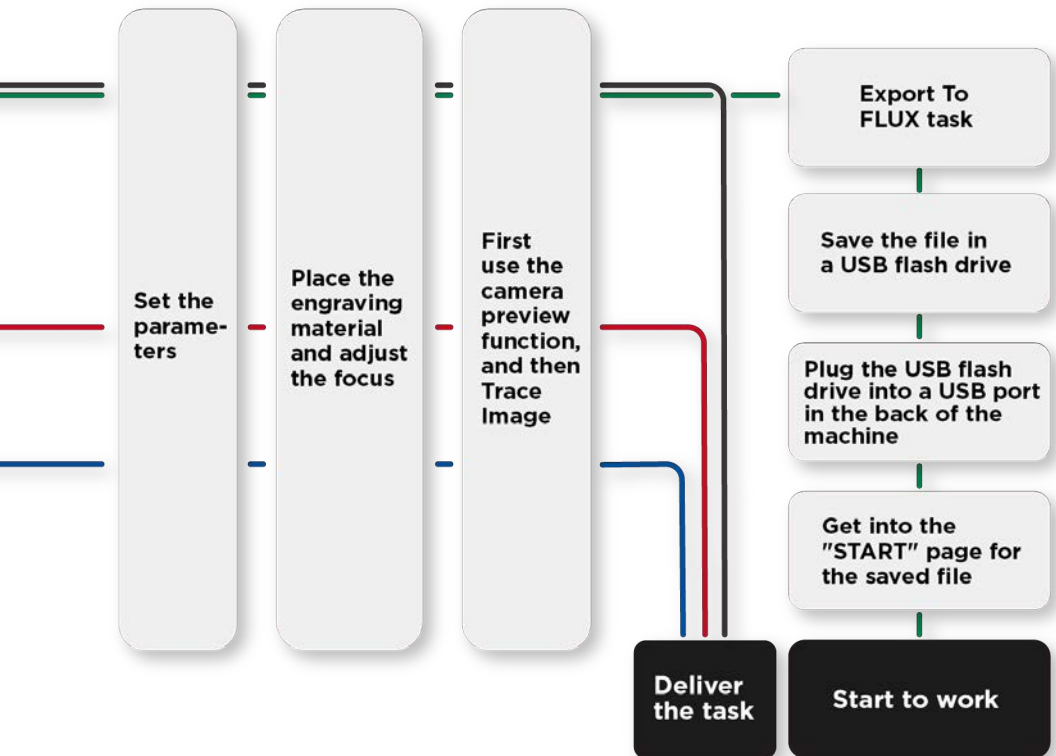 Set the
parame-
ters
Place the
engraving
material
and adjust
the focus
First
use the
camera
preview
function,
and then
Trace
Image
Export To
FLUX task
Save the file in
a USB flash drive
Plug the USB flash
drive into a USB port
in the back of the
machine
Get into the
"START" page for
the saved file
Deliver
the task
Start to work